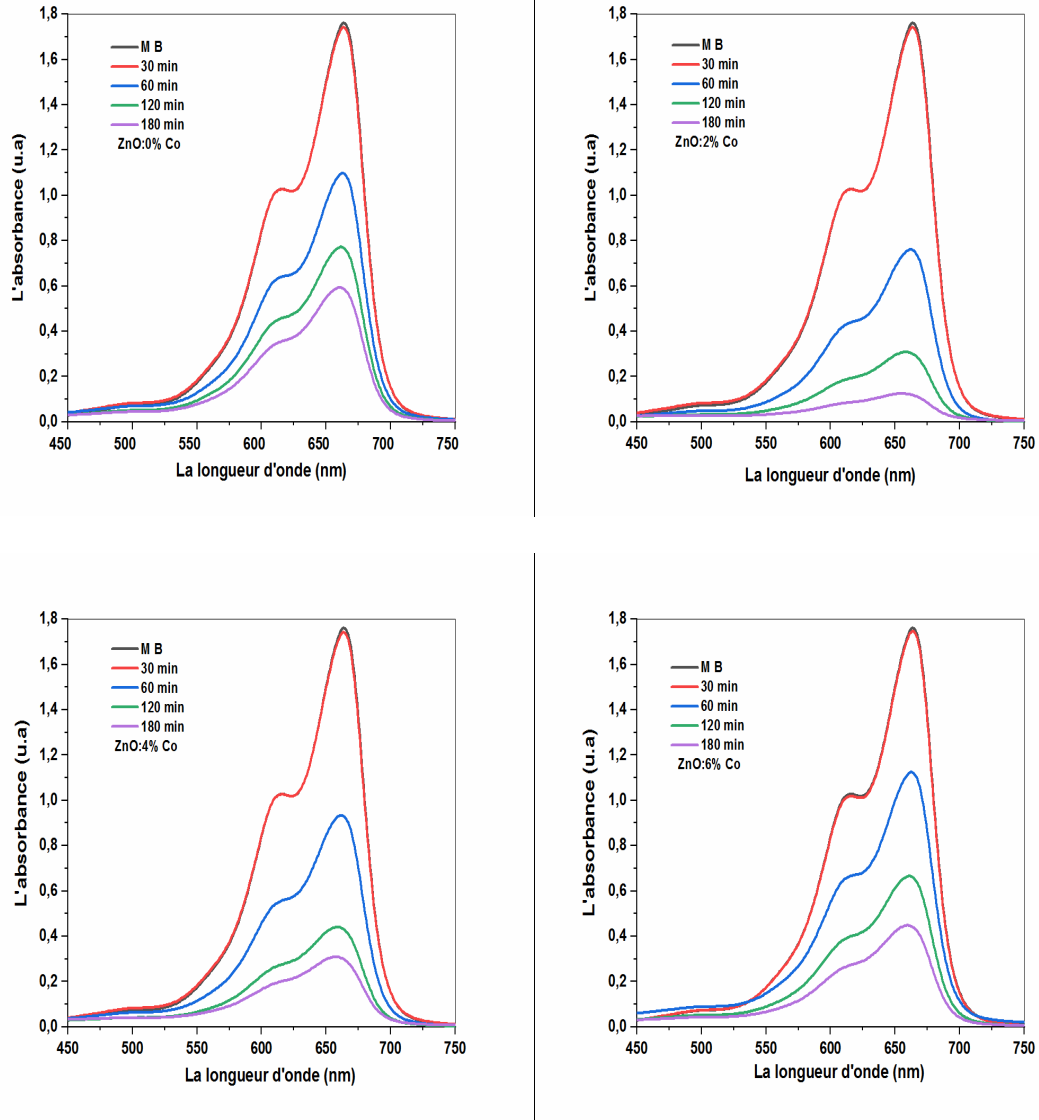 1,8
1,6
1,4
1,2
1,0
0,8
0,6
0,4
0,2
0,0
L'absorbance (u.a)
M B
30 min
60 min
120 min
180 min
ZnO:0% Co
450 500 550 600 650 700 750
La longueur d'onde (nm)
1,8
1,6
1,4
1,2
1,0
0,8
0,6
0,4
0,2
0,0
L'absorbance (u.a)
M B
30 min
60 min
120 min
180 min
ZnO:2% Co
450 500 550 600 650 700 750
La longueur d'onde (nm)
1,8
1,6
1,4
1,2
1,0
0,8
0,6
0,4
0,2
0,0
L'absorbance (u.a)
M B
30 min
60 min
120 min
180 min
ZnO:4% Co
450 500 550 600 650 700 750
La longueur d'onde (nm)
1,8
1,6
1,4
1,2
1,0
0,8
0,6
0,4
0,2
0,0
L'absorbance (u.a)
M B
30 min
60 min
120 min
180 min
ZnO:6% Co
450 500 550 600 650 700 750
La longueur d'onde (nm)